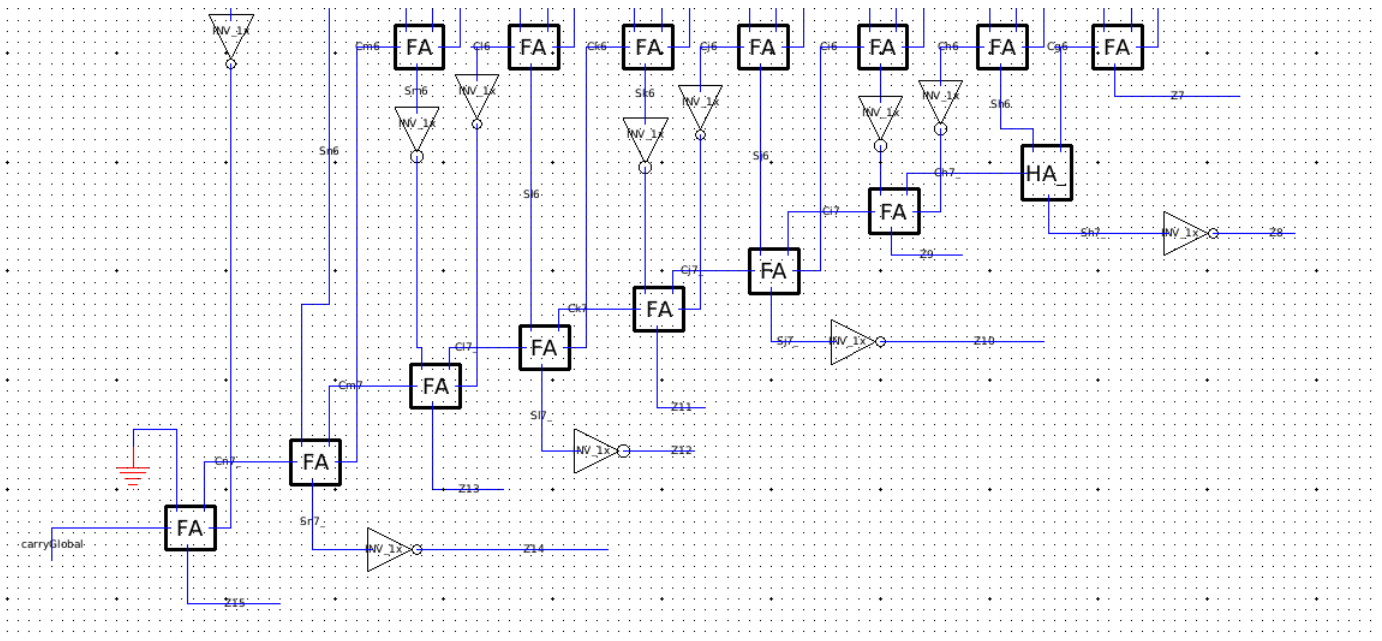 INV_1x
Cm6 FA Cl6 FA Ck6 FA Cj6 FA Ci6 FA Ch6 FA Cg6 FA
Sm6 INV_1x Sk6 INV_1x INV_1x INV_1x Sh6 Z7
INV_1x INV_1x
Sn6 Sj6
Sl6 Ch7_ HA_
Ci7 FA
Sh7_ INV_1x Z8
Z9
Cj7_ FA
Ck7 FA
Cl7_ FA Sj7_ INV_1x Z10
Cm7 FA
Sl7_ Z11
INV_1x Z12
Cn7_ FA
Z13
FA Sn7_
carryGlobal INV_1x Z14
Z15